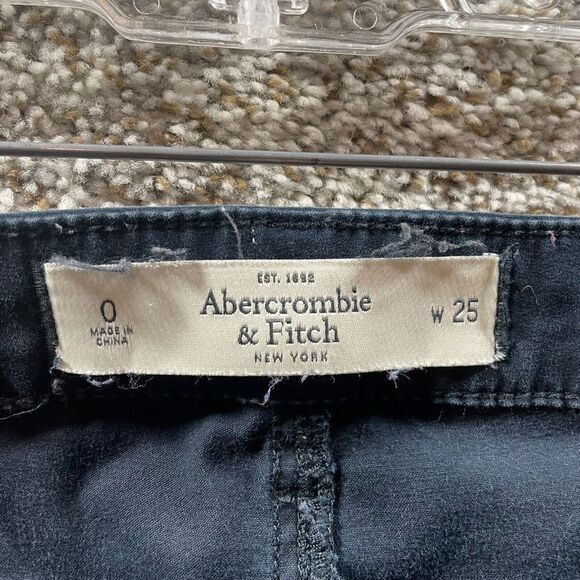 0
MADE IN
CHINA
EST. 1892
Abercrombie
& Fitch
NEW YORK
W 25